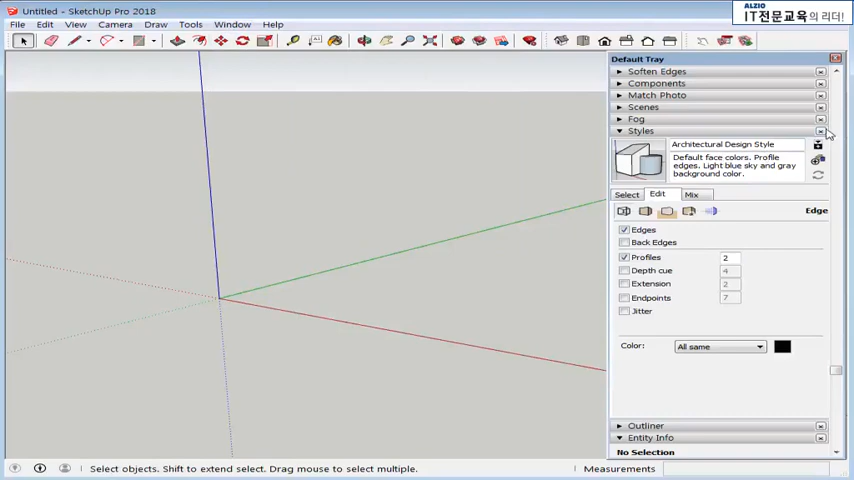 Untitled - SketchUp Pro 2018
ALZIO
IT전문교육의 리더!
File Edit View Camera Draw Tools Window Help
Default Tray
Soften Edges
Components
Match Photo
Scenes
Fog
Styles
Architectural Design Style
Default face colors. Profile
edges. Light blue sky and gray
background color.
Select Edit Mix
Edge
Edges
Back Edges
Profiles 2
Depth cue 4
Extension 2
Endpoints 7
Jitter
Color: All same
Outliner
Entity Info
No Selection
Select objects. Shift to extend select. Drag mouse to select multiple.
Measurements